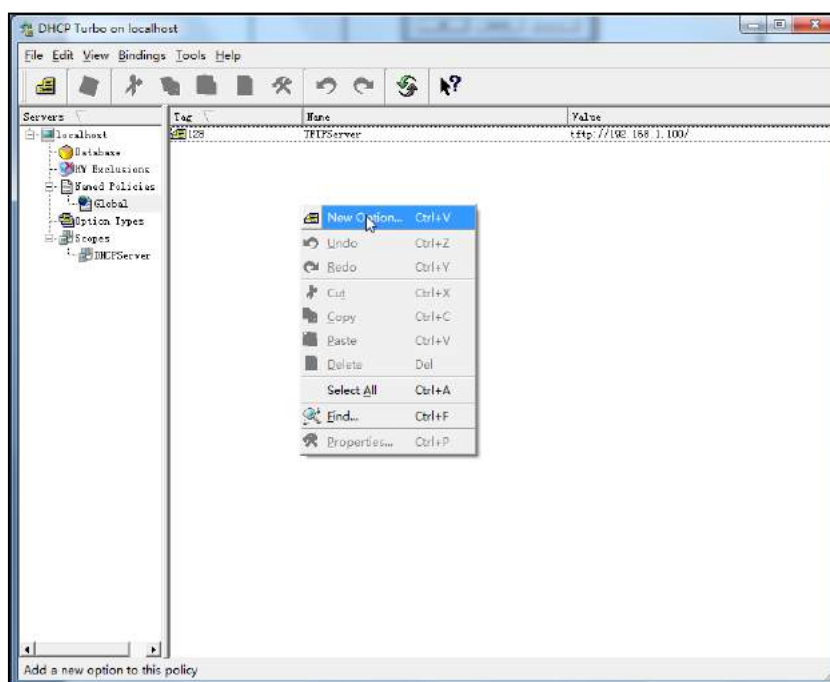 DHCP Turbo on localhost
File Edit View Bindings Tools Help
Servers Tag Name Value
localhost
128 TFTPServer tftp://192.168.1.100/
Database
MY Exclusions
Named Policies
Global
Option Types
Scopes
DHCPServer
New Option... Ctrl+V
Undo Ctrl+Z
Redo Ctrl+Y
Cut Ctrl+X
Copy Ctrl+C
Paste Ctrl+V
Delete Del
Select All Ctrl+A
Find... Ctrl+F
Properties... Ctrl+P
Add a new option to this policy